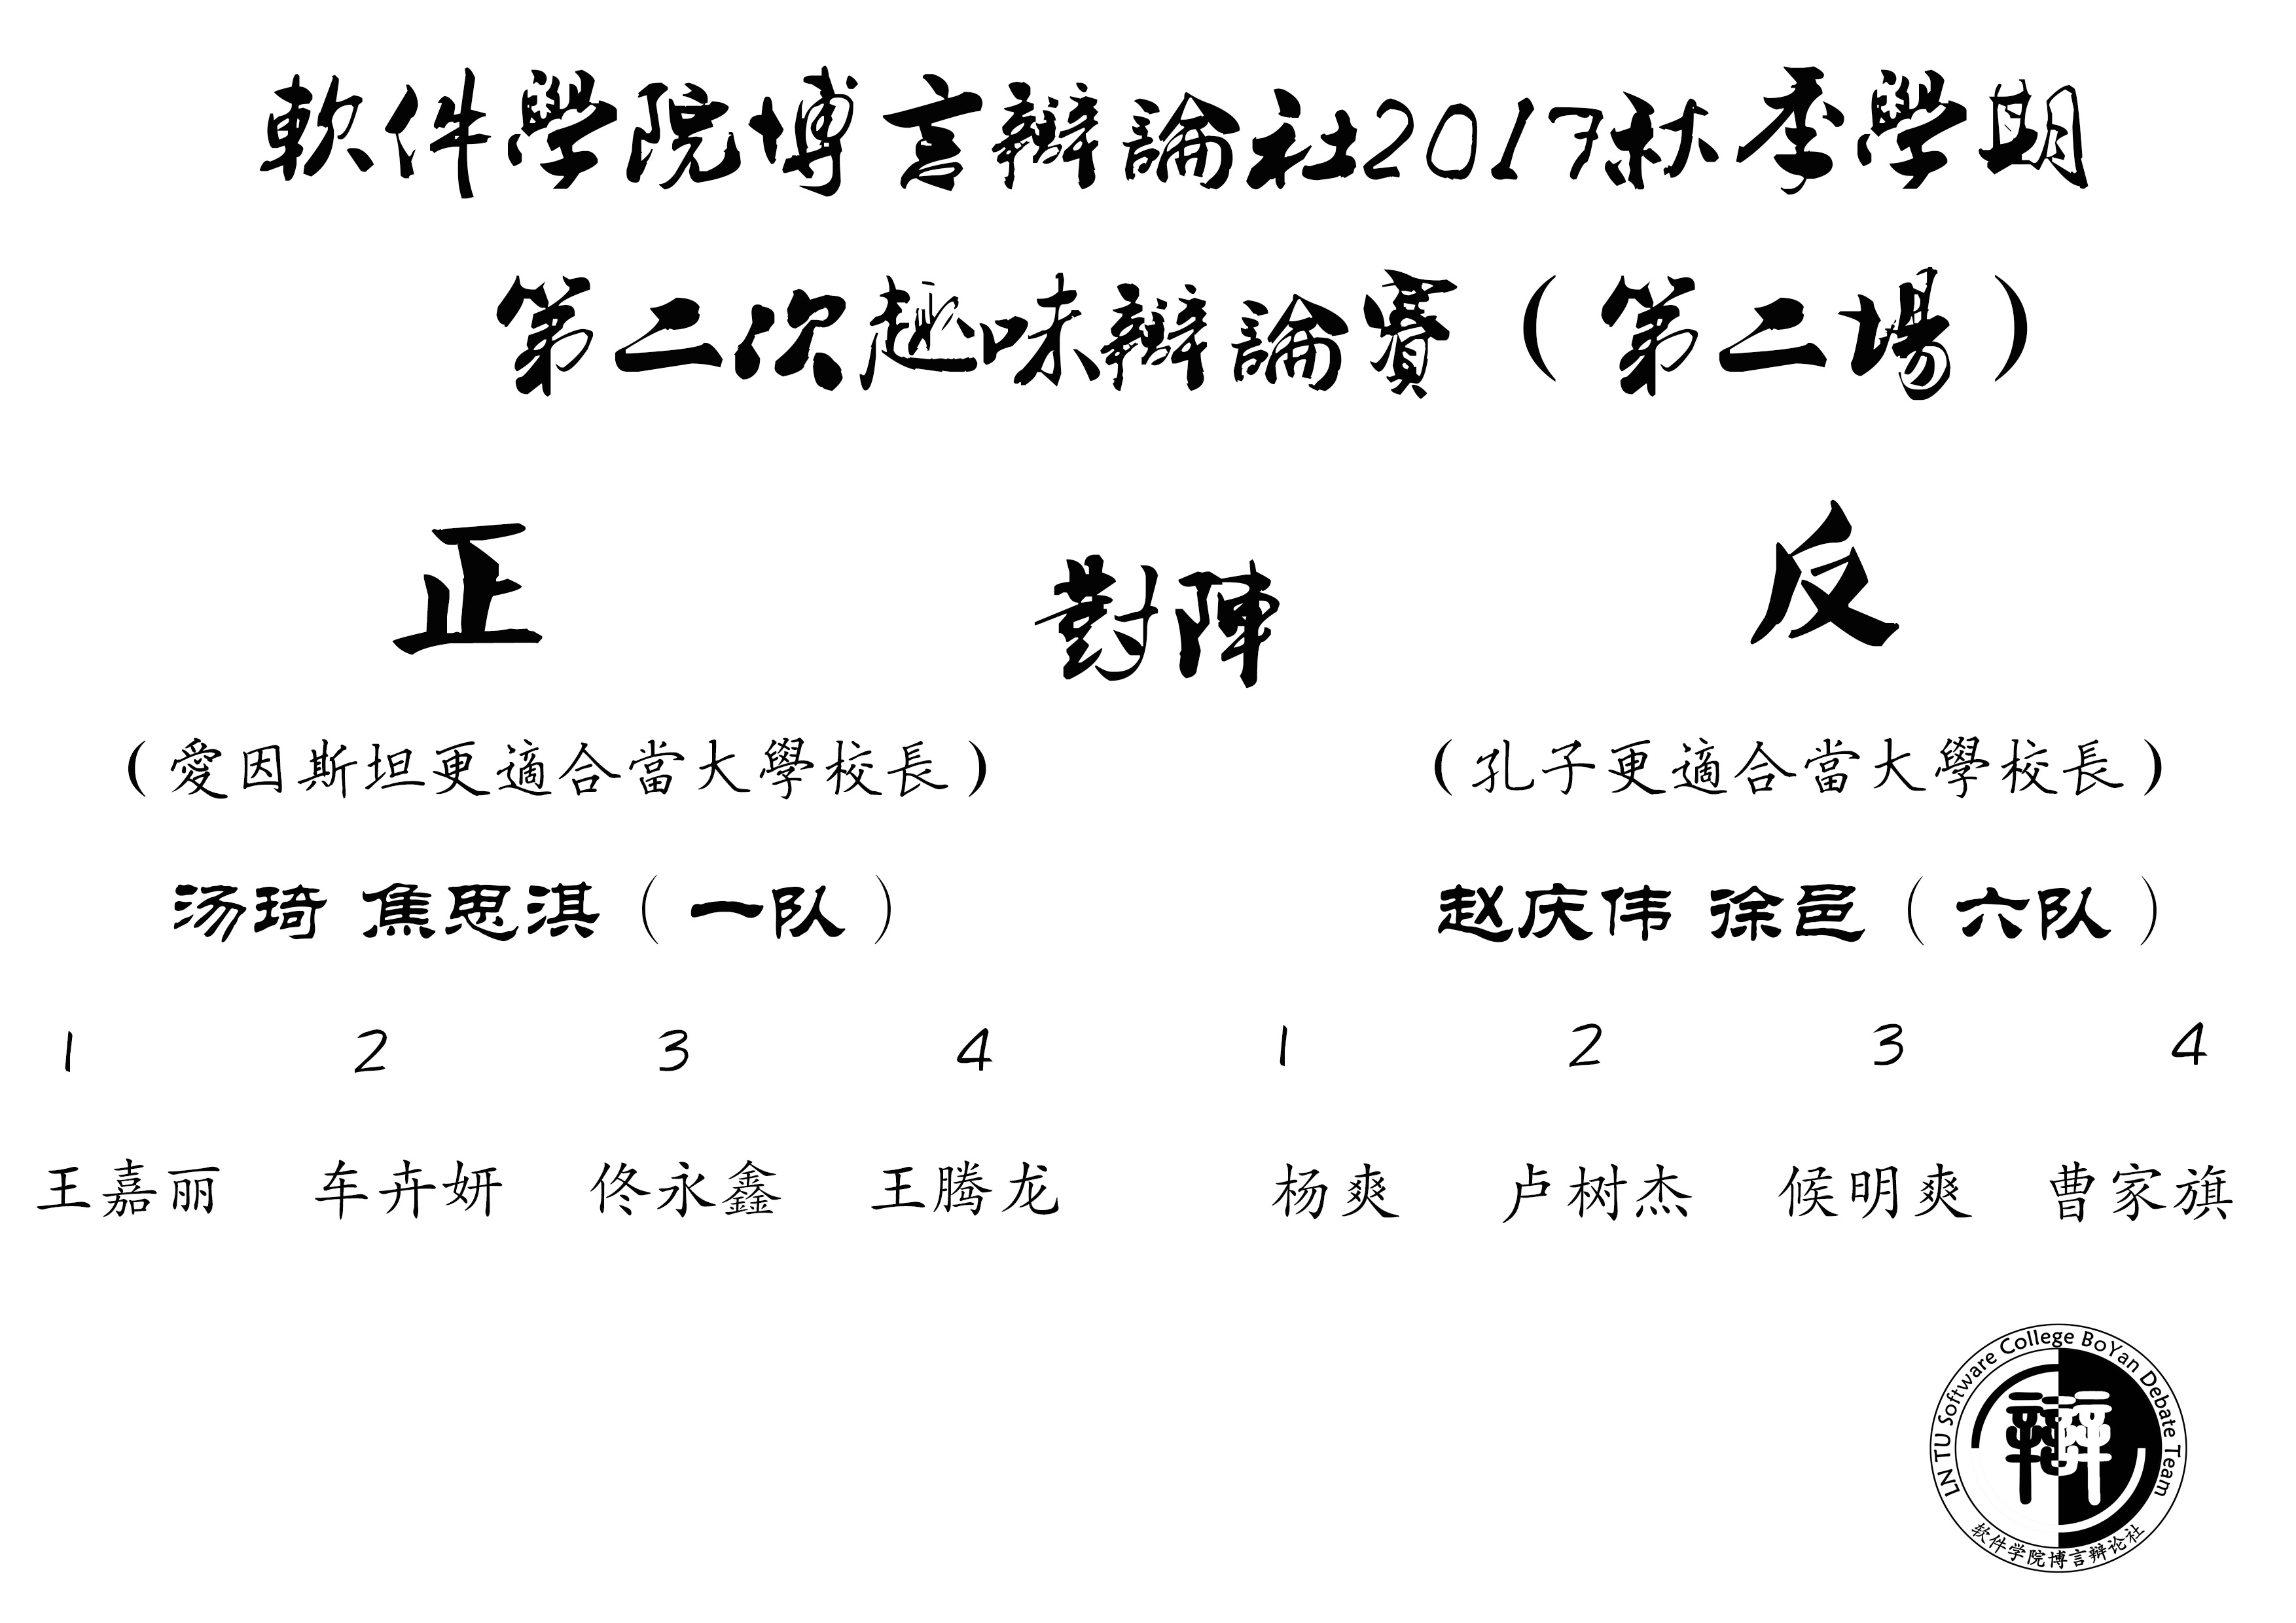 軟件學院博言辯論社2017秋季學期
第二次趣味辯論賽（第二場）
正 對陣 反
（愛因斯坦更適合當大學校長） （孔子更適合當大學校長）
汤琦 焦思淇（一队） 赵庆伟 徐邑（六队）
1 2 3 4 1 2 3 4
王嘉丽 车卉妍 佟永鑫 王腾龙 杨爽 卢树杰 候明爽 曹家旗
LN TU Software College BoYan Debate Team
辯
软件学院博言辩论社